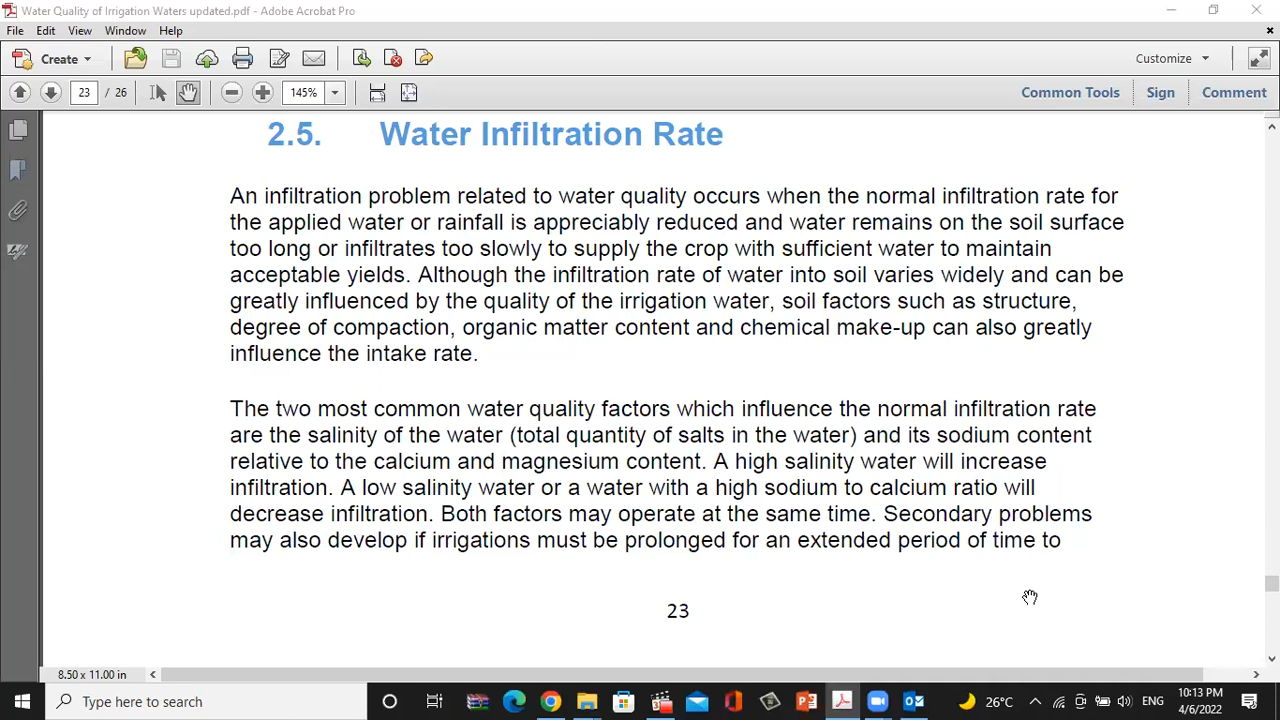 Water Quality of Irrigation Waters updated.pdf - Adobe Acrobat Pro
File Edit View Window Help
Create
Customize
23 / 26
145%
Common Tools Sign Comment
2.5. Water Infiltration Rate
An infiltration problem related to water quality occurs when the normal infiltration rate for
the applied water or rainfall is appreciably reduced and water remains on the soil surface
too long or infiltrates too slowly to supply the crop with sufficient water to maintain
acceptable yields. Although the infiltration rate of water into soil varies widely and can be
greatly influenced by the quality of the irrigation water, soil factors such as structure,
degree of compaction, organic matter content and chemical make-up can also greatly
influence the intake rate.
The two most common water quality factors which influence the normal infiltration rate
are the salinity of the water (total quantity of salts in the water) and its sodium content
relative to the calcium and magnesium content. A high salinity water will increase
infiltration. A low salinity water or a water with a high sodium to calcium ratio will
decrease infiltration. Both factors may operate at the same time. Secondary problems
may also develop if irrigations must be prolonged for an extended period of time to
23
8.50 x 11.00 in
Type here to search
26°C
ENG
10:13 PM
4/6/2022